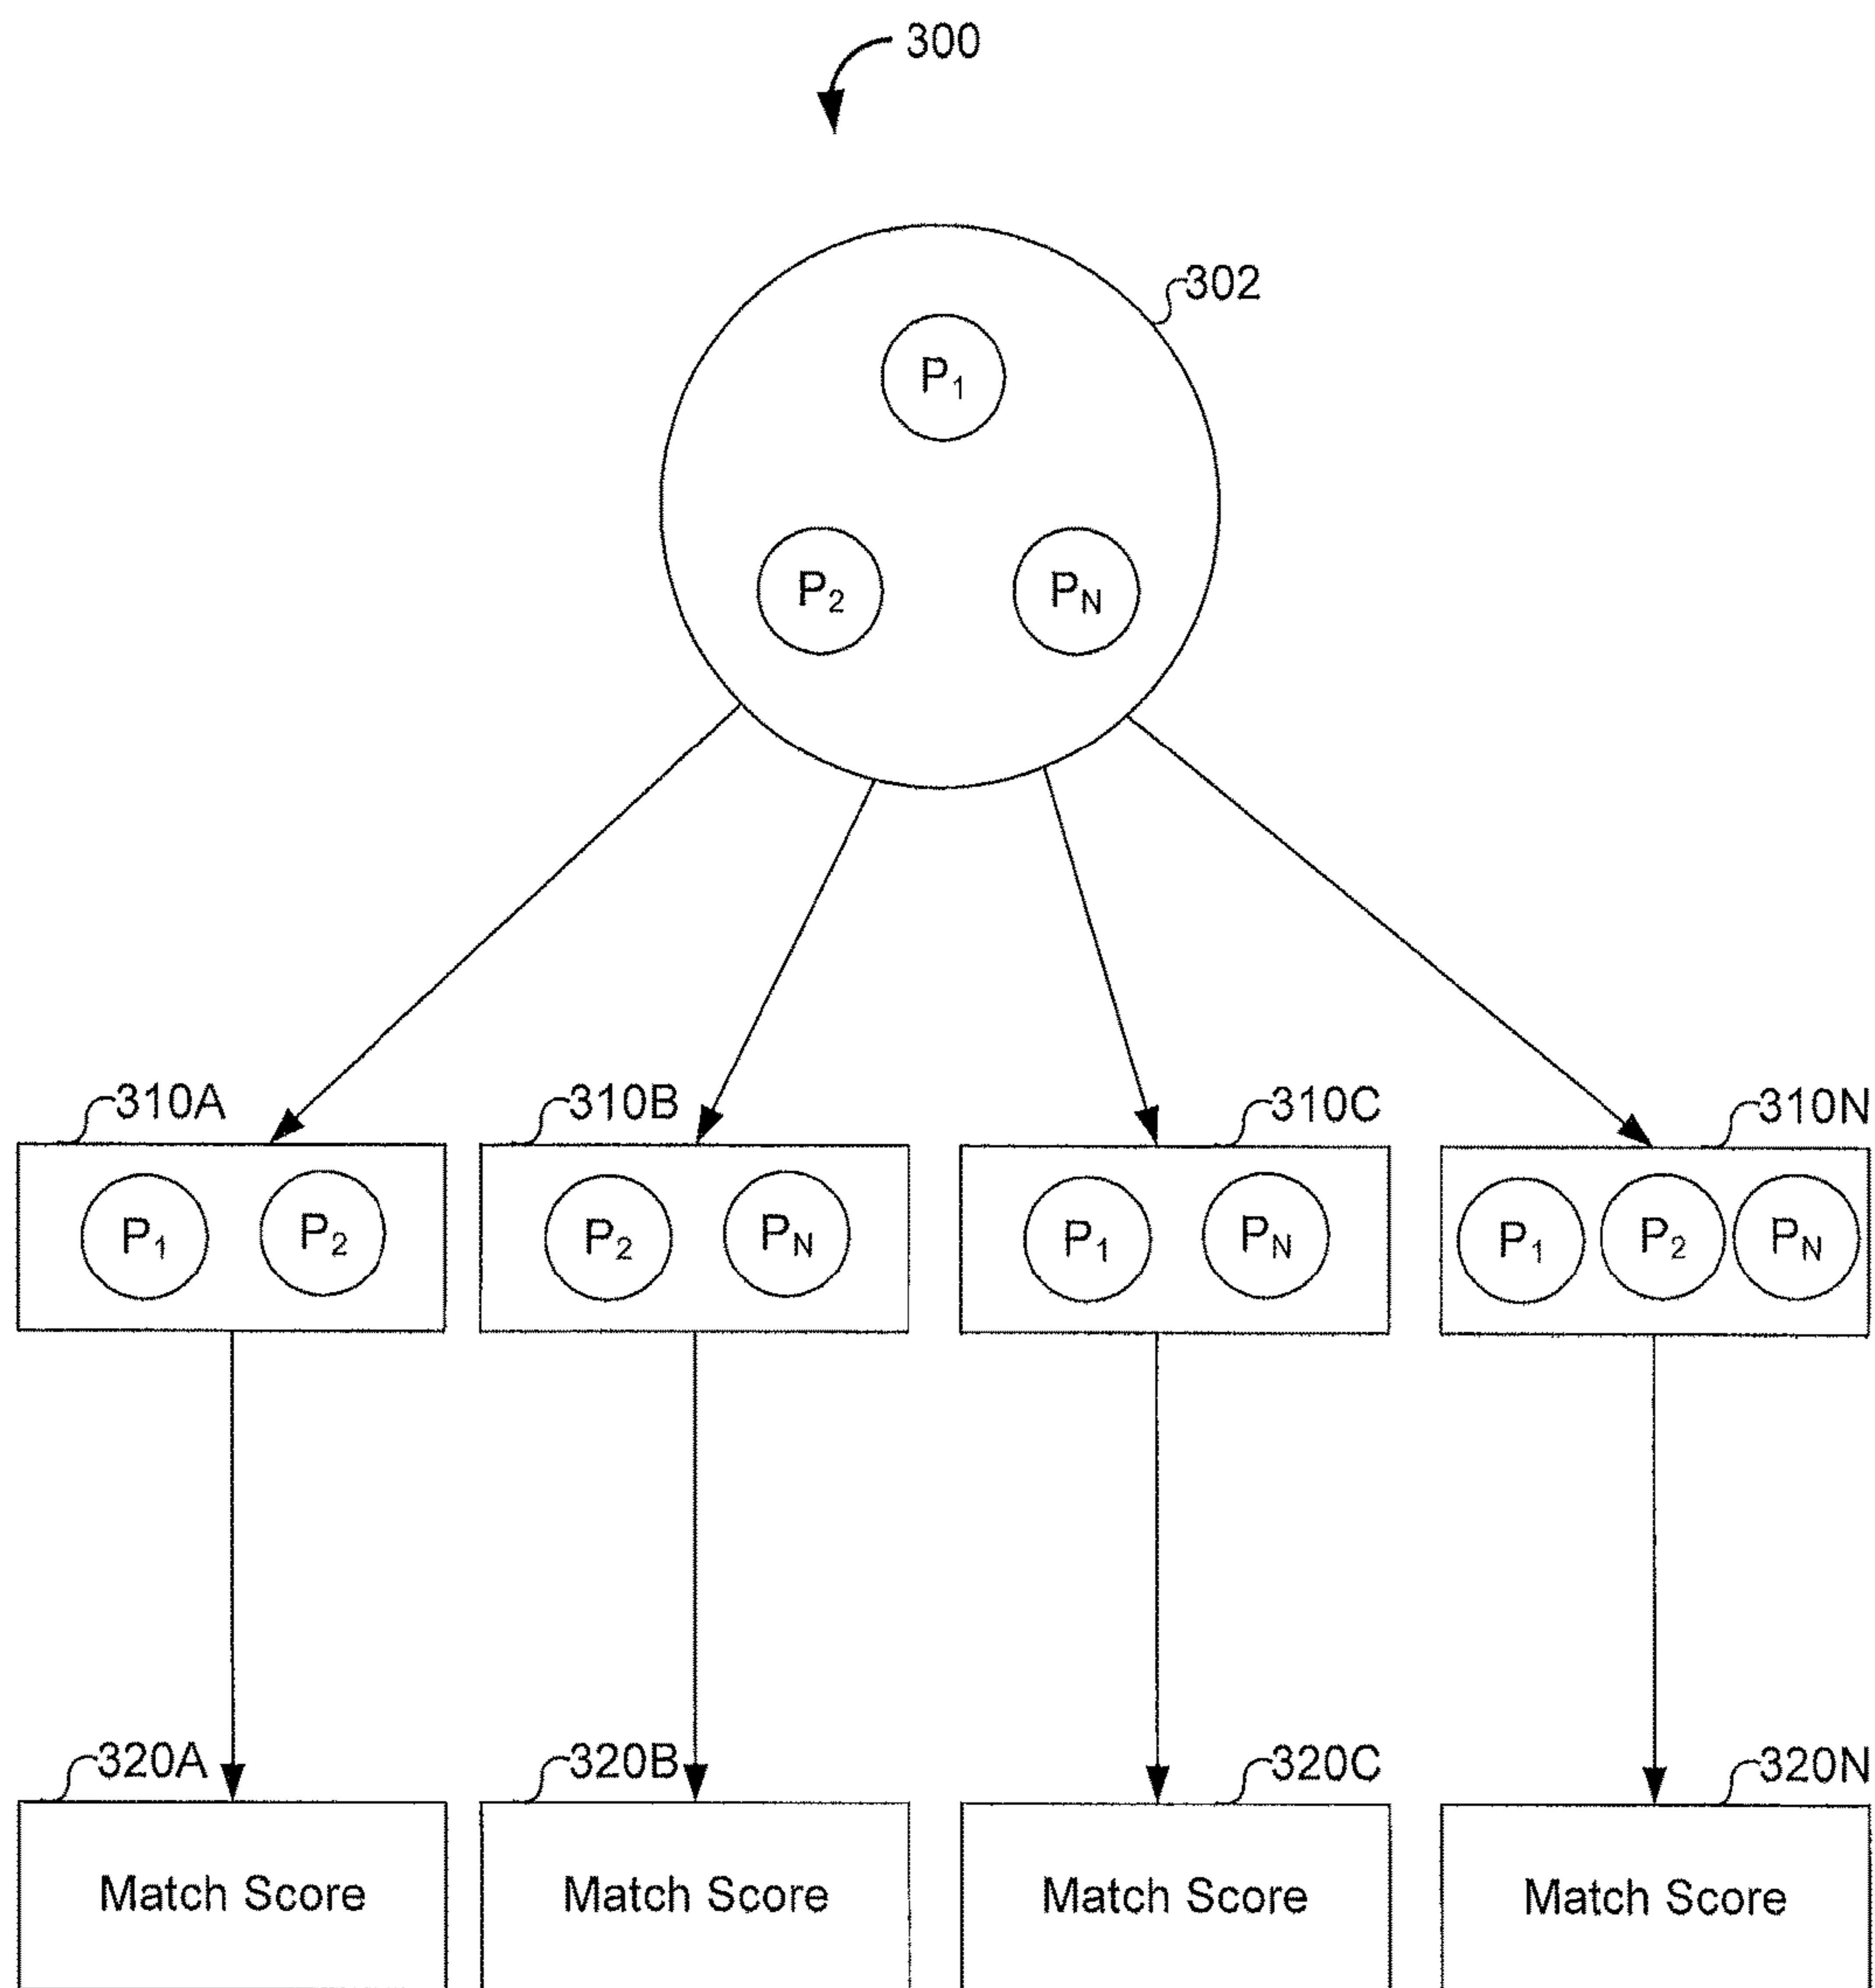 300
302
P₁
P₂ Pₙ
310A 310B 310C 310N
P₁ P₂ P₂ Pₙ P₁ Pₙ P₁ P₂ Pₙ
320A 320B 320C 320N
Match Score Match Score Match Score Match Score